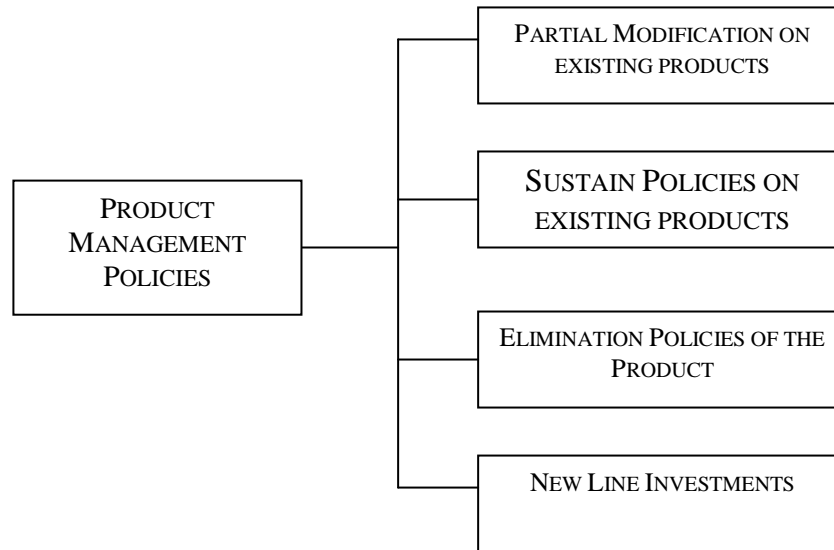 PARTIAL MODIFICATION ON
EXISTING PRODUCTS
SUSTAIN POLICIES ON
EXISTING PRODUCTS
PRODUCT
MANAGEMENT
POLICIES
ELIMINATION POLICIES OF THE
PRODUCT
NEW LINE INVESTMENTS